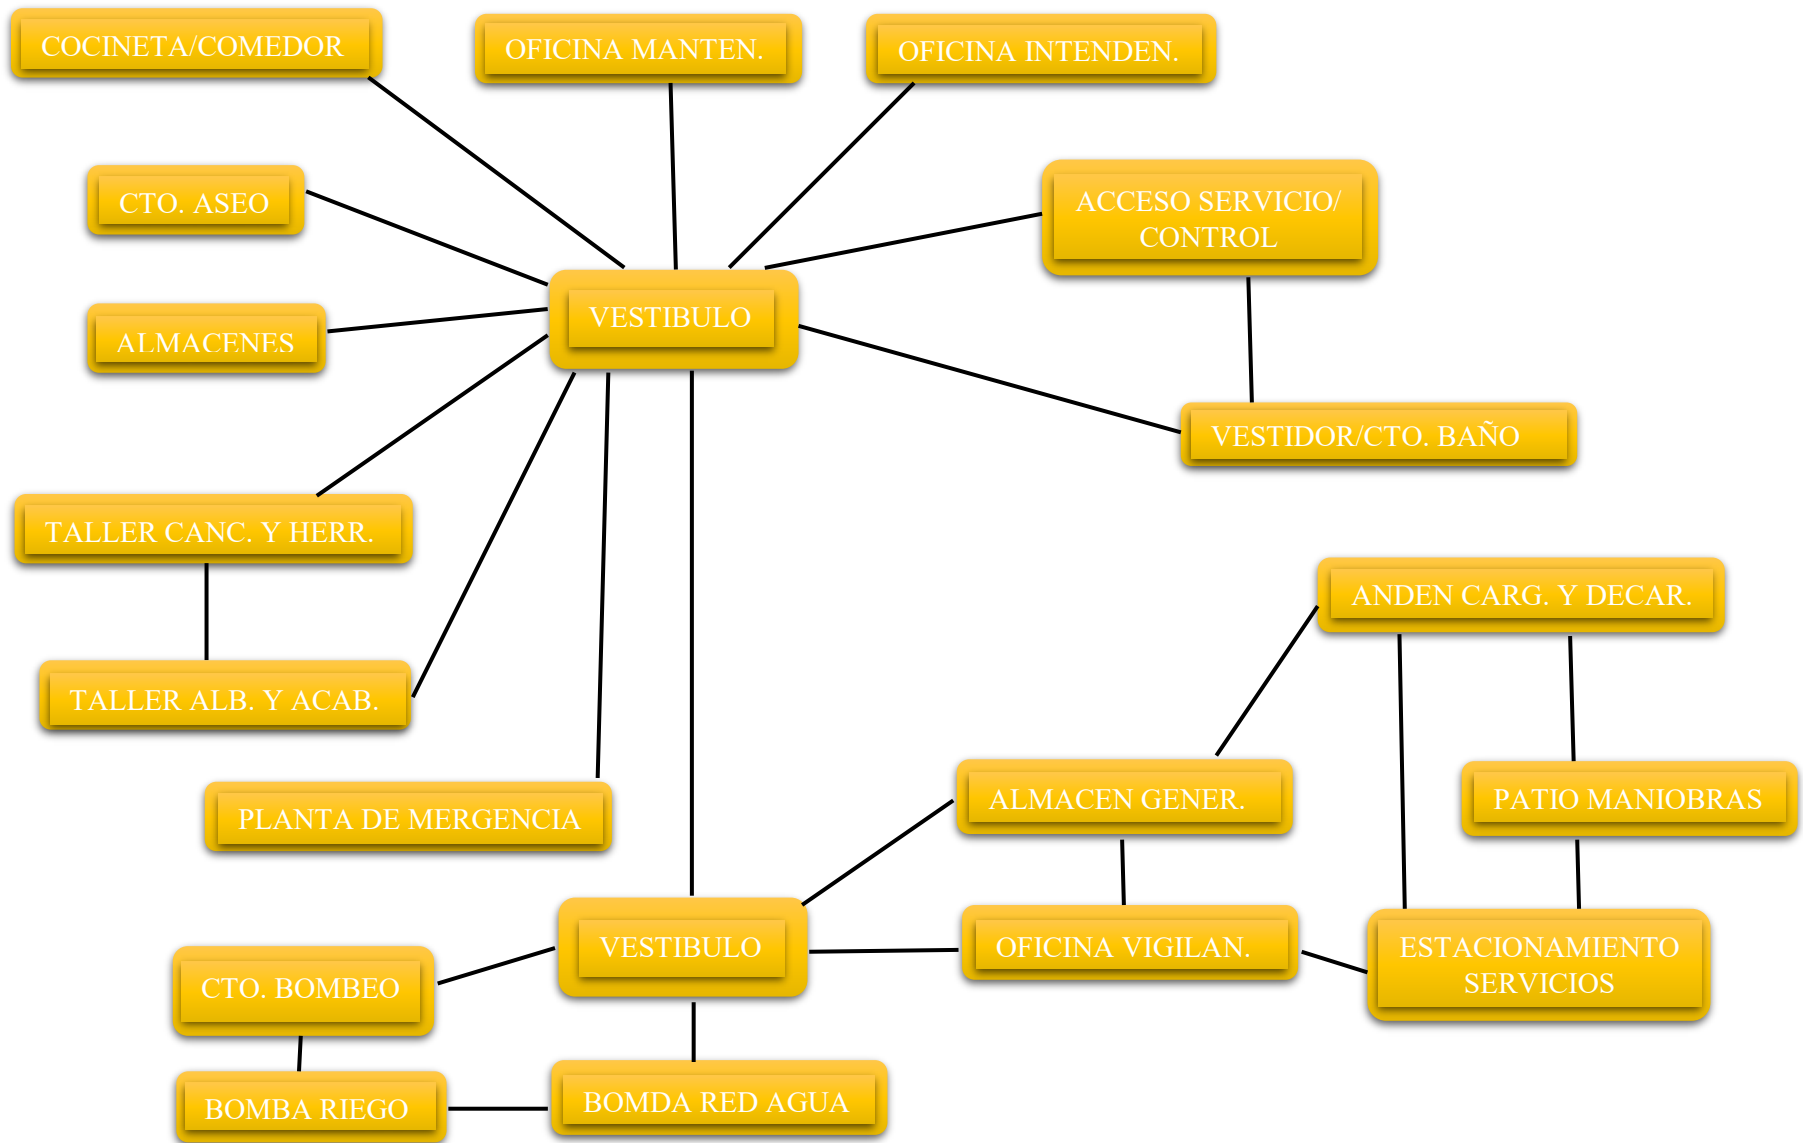 COCINETA/COMEDOR
OFICINA MANTEN.
OFICINA INTENDEN.
CTO. ASEO
ACCESO SERVICIO/
CONTROL
VESTIBULO
ALMACENES
VESTIDOR/CTO. BAÑO
TALLER CANC. Y HERR.
ANDEN CARG. Y DECAR.
TALLER ALB. Y ACAB.
PLANTA DE MERGENCIA
ALMACEN GENER.
PATIO MANIOBRAS
VESTIBULO
OFICINA VIGILAN.
ESTACIONAMIENTO
SERVICIOS
CTO. BOMBEO
BOMBA RIEGO
BOMDA RED AGUA